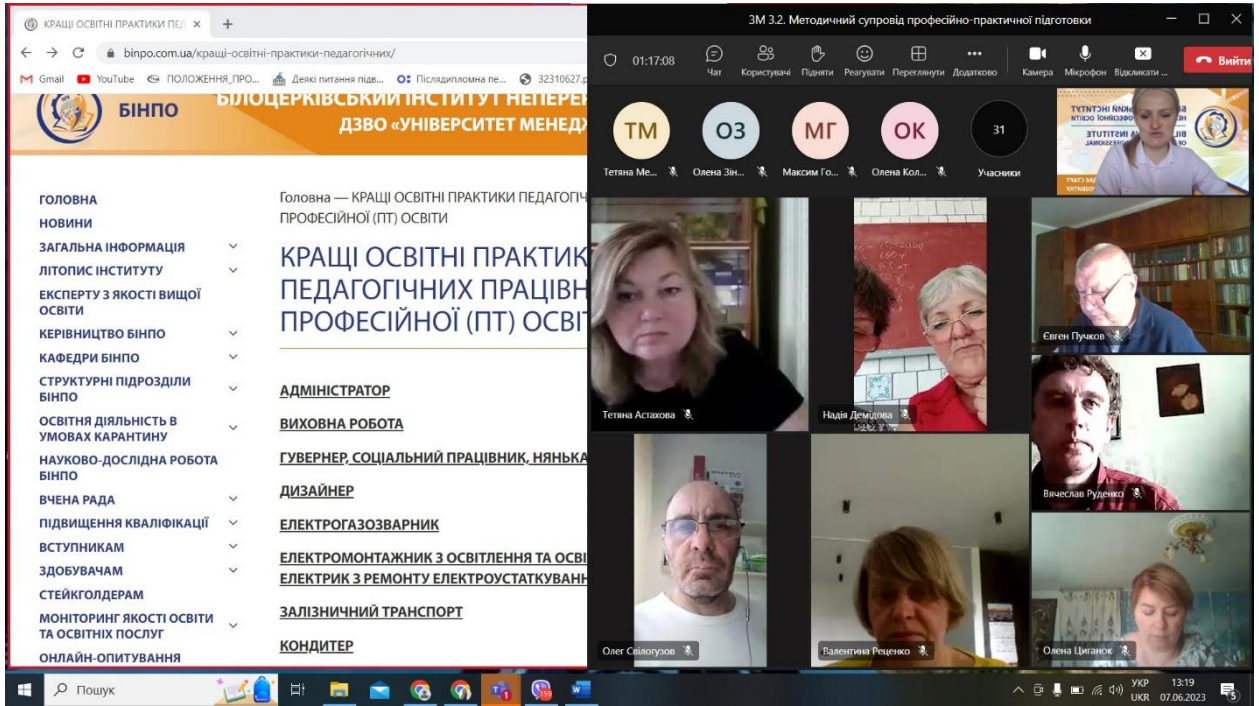 КРАЩІ ОСВІТНІ ПРАКТИКИ ПЕД
binpo.com.ua/кращі-освітні-практики-педагогічних/
Gmail
YouTube
ПОЛОЖЕННЯ_ПРО...
Деякі питання підв...
Післядипломна пе...
32310627.p
БІНПО
БІЛОЦЕРКІВСЬКИЙ ІНСТИТУТ НЕПЕРЕР
ДЗВО «УНІВЕРСИТЕТ МЕНЕДЖ
ГОЛОВНА
НОВИНИ
ЗАГАЛЬНА ІНФОРМАЦІЯ
ЛІТОПИС ІНСТИТУТУ
ЕКСПЕРТУ З ЯКОСТІ ВИЩОЇ
ОСВІТИ
КЕРІВНИЦТВО БІНПО
КАФЕДРИ БІНПО
СТРУКТУРНІ ПІДРОЗДІЛИ
БІНПО
ОСВІТНЯ ДІЯЛЬНІСТЬ В
УМОВАХ КАРАНТИНУ
НАУКОВО-ДОСЛІДНА РОБОТА
БІНПО
ВЧЕНА РАДА
ПІДВИЩЕННЯ КВАЛІФІКАЦІЇ
ВСТУПНИКАМ
ЗДОБУВАЧАМ
СТЕЙКГОЛДЕРАМ
МОНІТОРИНГ ЯКОСТІ ОСВІТИ
ТА ОСВІТНІХ ПОСЛУГ
ОНЛАЙН-ОПИТУВАННЯ
Головна — КРАЩІ ОСВІТНІ ПРАКТИКИ ПЕДАГОГІЧ
ПРОФЕСІЙНОЇ (ПТ) ОСВІТИ
КРАЩІ ОСВІТНІ ПРАКТИК
ПЕДАГОГІЧНИХ ПРАЦІВН
ПРОФЕСІЙНОЇ (ПТ) ОСВІТ
АДМІНІСТРАТОР
ВИХОВНА РОБОТА
ГУВЕРНЕР, СОЦІАЛЬНИЙ ПРАЦІВНИК, НЯНЬКА
ДИЗАЙНЕР
ЕЛЕКТРОГАЗОЗВАРНИК
ЕЛЕКТРОМОНТАЖНИК З ОСВІТЛЕННЯ ТА ОСВІ
ЕЛЕКТРИК З РЕМОНТУ ЕЛЕКТРОУСТАТКУВАНН
ЗАЛІЗНИЧНИЙ ТРАНСПОРТ
КОНДИТЕР
ЗМ 3.2. Методичний супровід професійно-практичної підготовки
01:17:08
Чат
Користувачі
Підняти
Реагувати
Переглянути
Додатково
Камера
Мікрофон
Відкликати ...
Вийти
ТМ
ОЗ
МГ
ОК
31
Тетяна Ме...
Олена Зін...
Максим Го...
Олена Кол...
Учасники
Тетяна Астахова
Надія Демідова
Євген Пучков
Вячеслав Руденко
Олег Свілогузов
Валентина Реценко
Олена Циганок
Пошук
УКР
UKR
13:19
07.06.2023